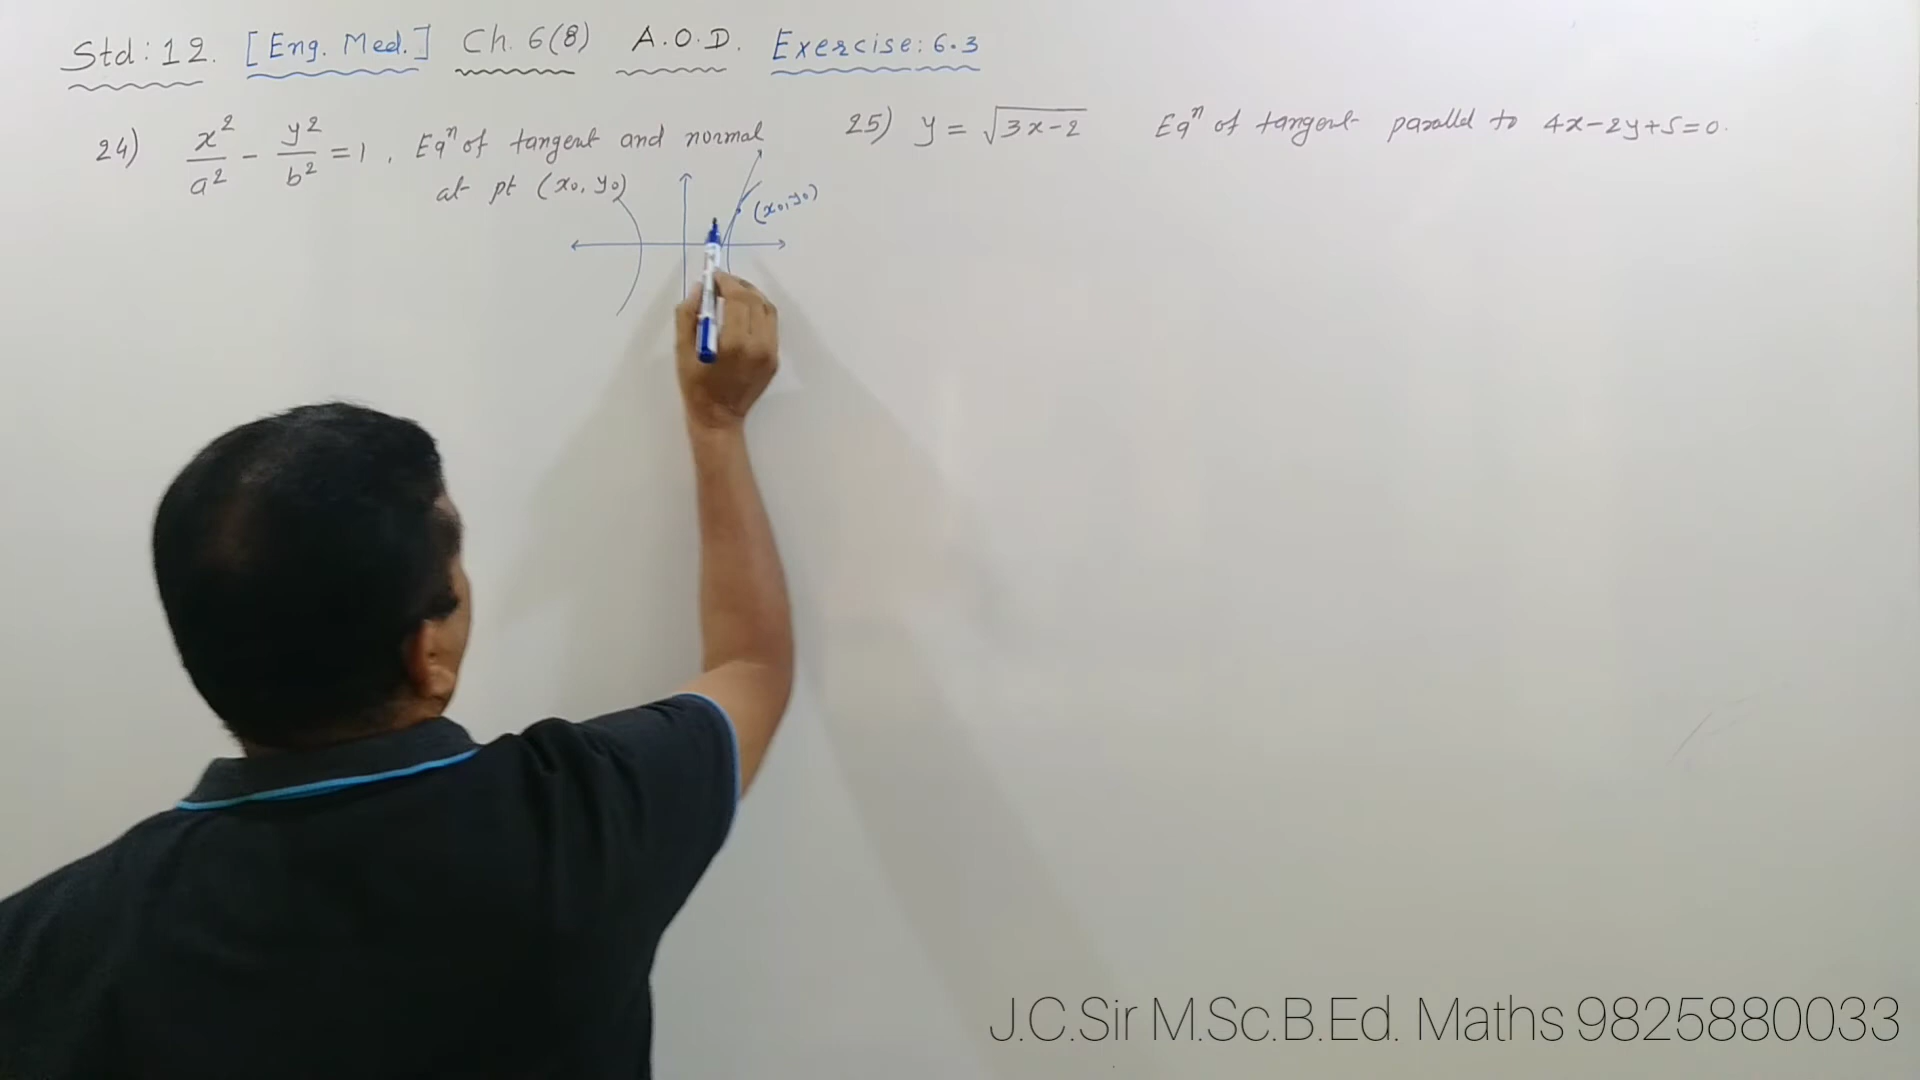 Std: 12. [Eng. Med.] Ch. 6(8) A.O.D. Exercise: 6.3
24) x²/a² - y²/b² = 1, Eqⁿ of tangent and normal
at pt (x₀, y₀)
(x₀, y₀)
25) y = √(3x-2) Eqⁿ of tangent parallel to 4x-2y+5=0.
J.C.Sir M.Sc.B.Ed. Maths 9825880033